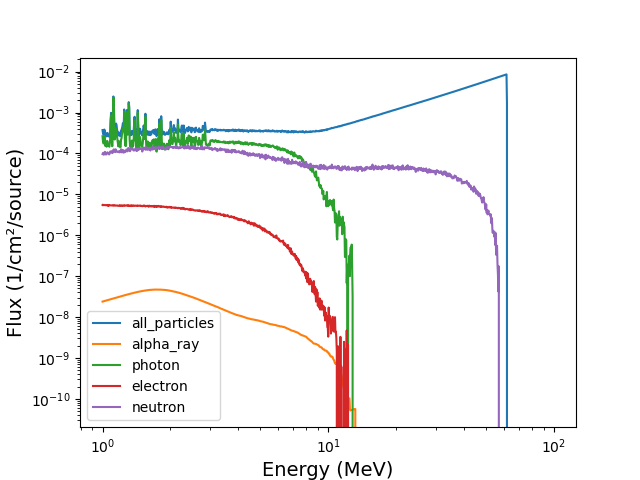 10⁻²
10⁻³
10⁻⁴
10⁻⁵
10⁻⁶
10⁻⁷
10⁻⁸
10⁻⁹
10⁻¹⁰
Flux (1/cm²/source)
all_particles
alpha_ray
photon
electron
neutron
10⁰ 10¹ 10²
Energy (MeV)